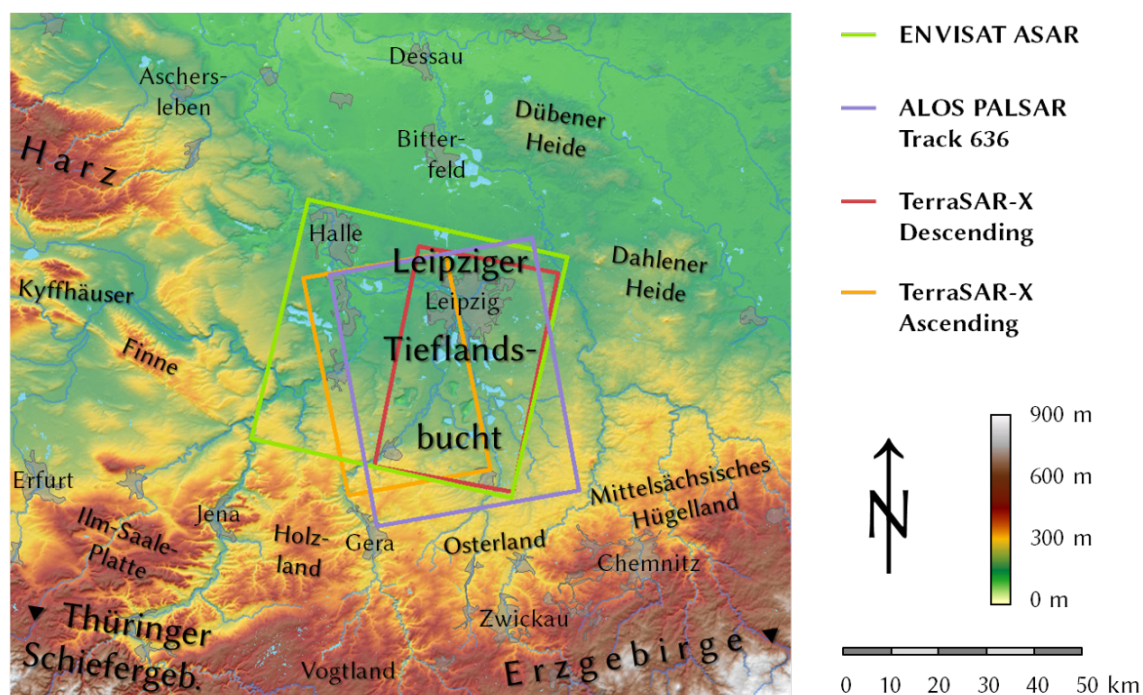 Dessau
Aschers-
leben
Dübener
Heide
Bitter-
feld
Harz
Halle
Leipziger
Dahlener
Heide
Leipzig
Kyffhäuser
Finne
Tieflands-
bucht
Erfurt
Mittelsächsisches
Hügelland
Jena
Ilm-Saale-
Platte
Holz-
land
Gera
Osterland
Chemnitz
Thüringer
Schiefergeb.
Zwickau
Vogtland
Erzgebirge
ENVISAT ASAR
ALOS PALSAR
Track 636
TerraSAR-X
Descending
TerraSAR-X
Ascending
N
900 m
600 m
300 m
0 m
0 10 20 30 40 50 km